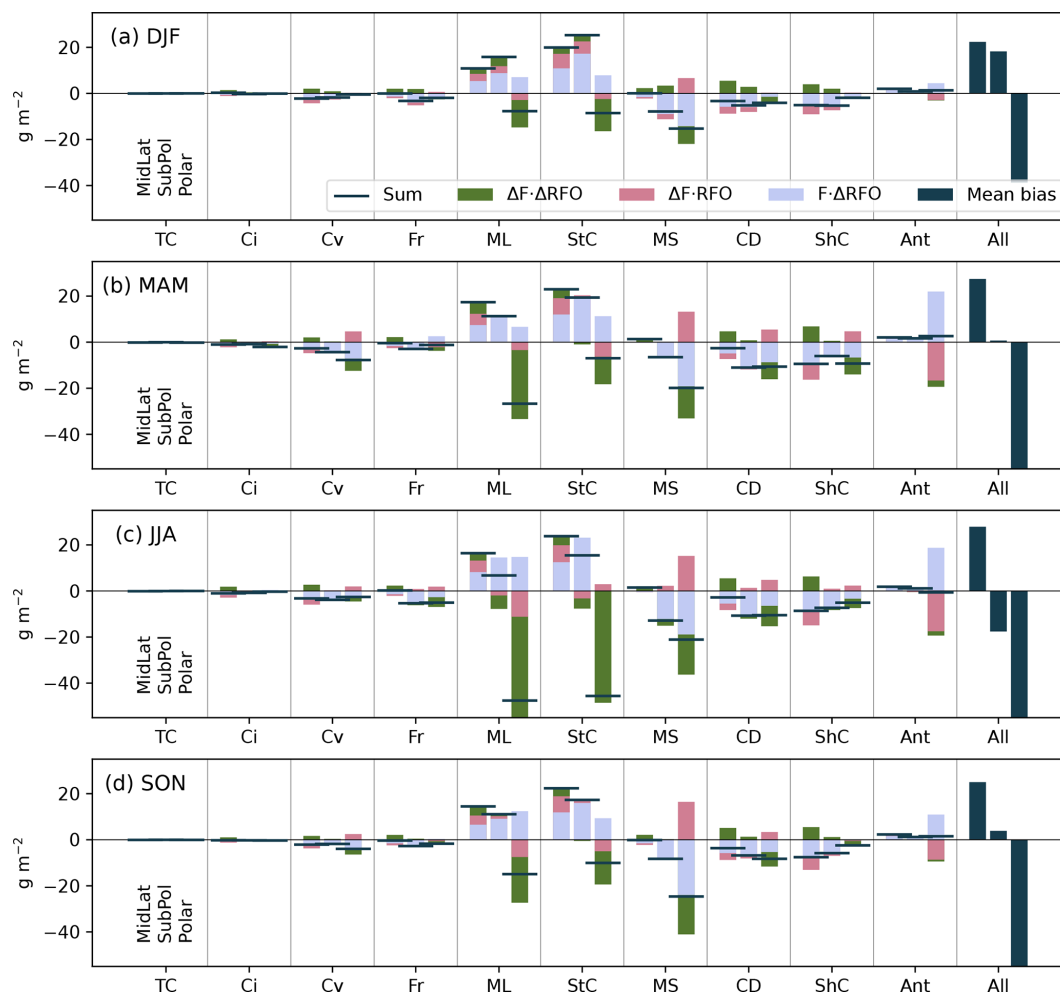 (a) DJF
20
0
−20
−40
g m⁻²
MidLat
SubPol
Polar
Sum ΔF·ΔRFO ΔF·RFO F·ΔRFO Mean bias
TC Ci Cv Fr ML StC MS CD ShC Ant All
(b) MAM
20
0
−20
−40
g m⁻²
MidLat
SubPol
Polar
TC Ci Cv Fr ML StC MS CD ShC Ant All
(c) JJA
20
0
−20
−40
g m⁻²
MidLat
SubPol
Polar
TC Ci Cv Fr ML StC MS CD ShC Ant All
(d) SON
20
0
−20
−40
g m⁻²
MidLat
SubPol
Polar
TC Ci Cv Fr ML StC MS CD ShC Ant All